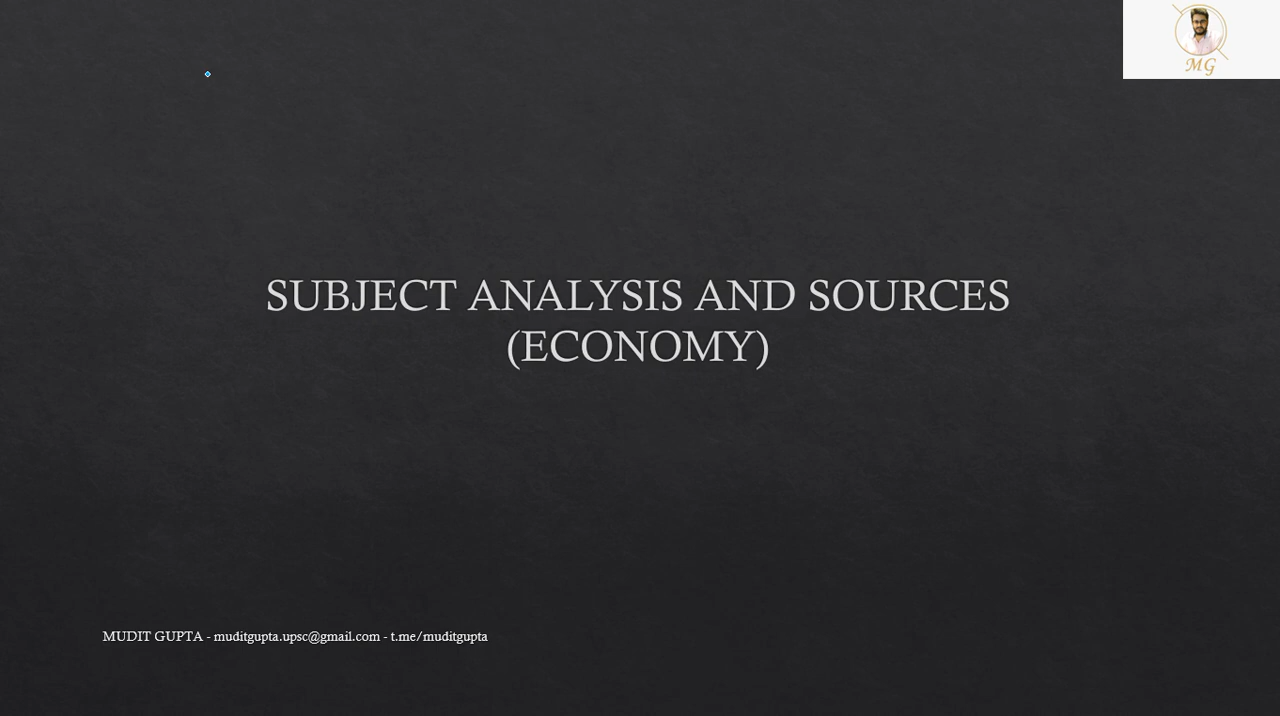 MG
SUBJECT ANALYSIS AND SOURCES
(ECONOMY)
MUDIT GUPTA - muditgupta.upsc@gmail.com - t.me/muditgupta